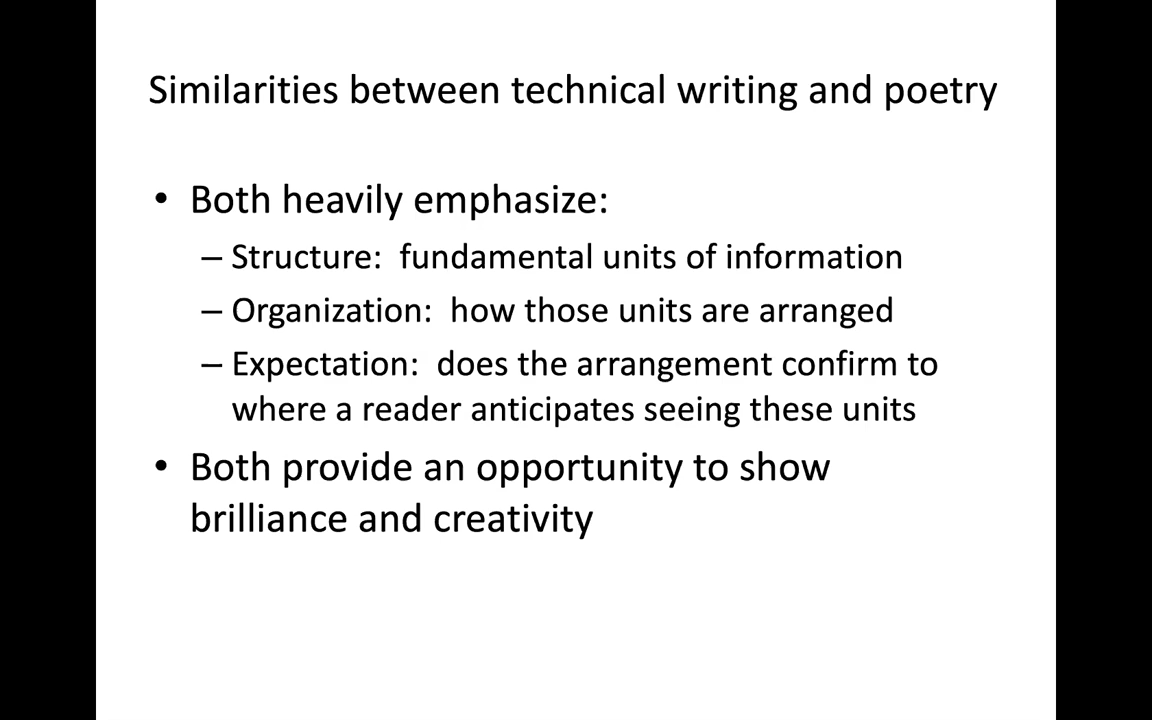 Similarities between technical writing and poetry
• Both heavily emphasize:
– Structure:  fundamental units of information
– Organization:  how those units are arranged
– Expectation:  does the arrangement confirm to
where a reader anticipates seeing these units
• Both provide an opportunity to show
brilliance and creativity